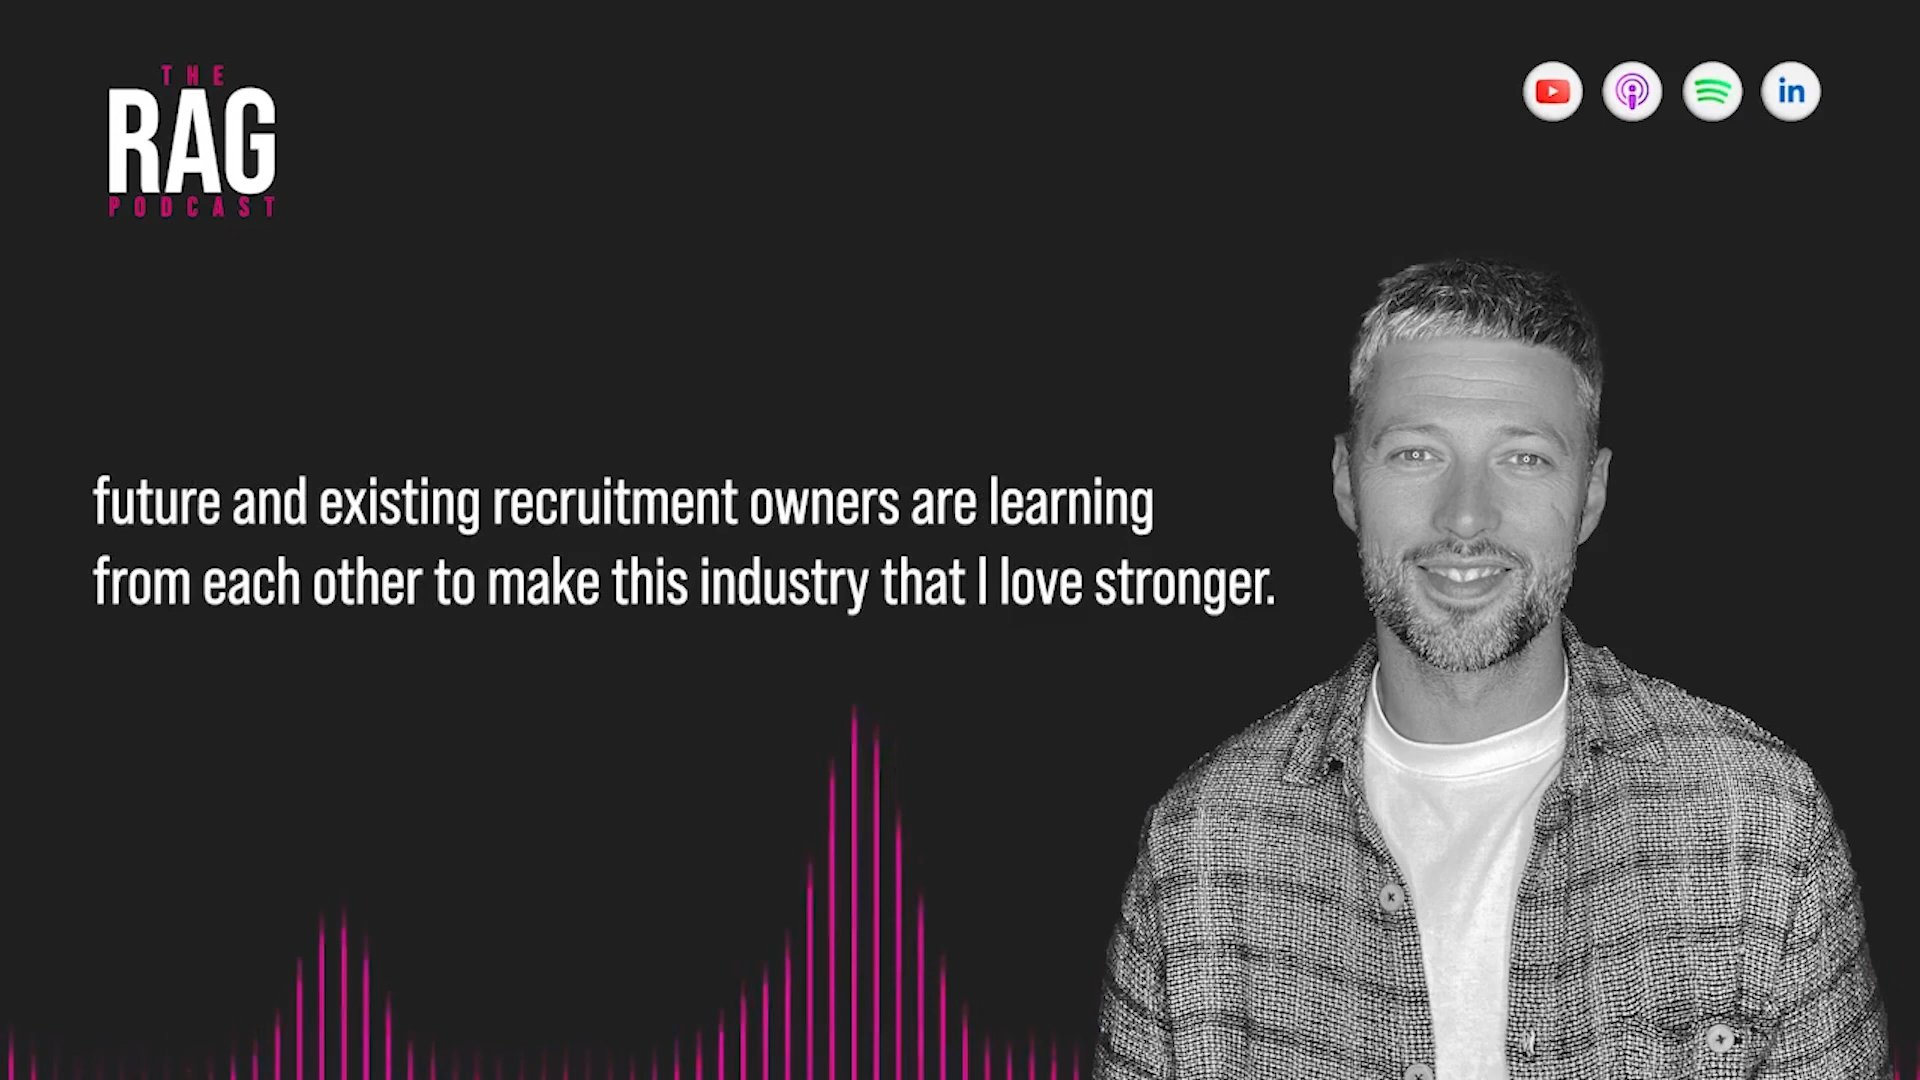 THE
RAG
PODCAST
in
future and existing recruitment owners are learning
from each other to make this industry that I love stronger.